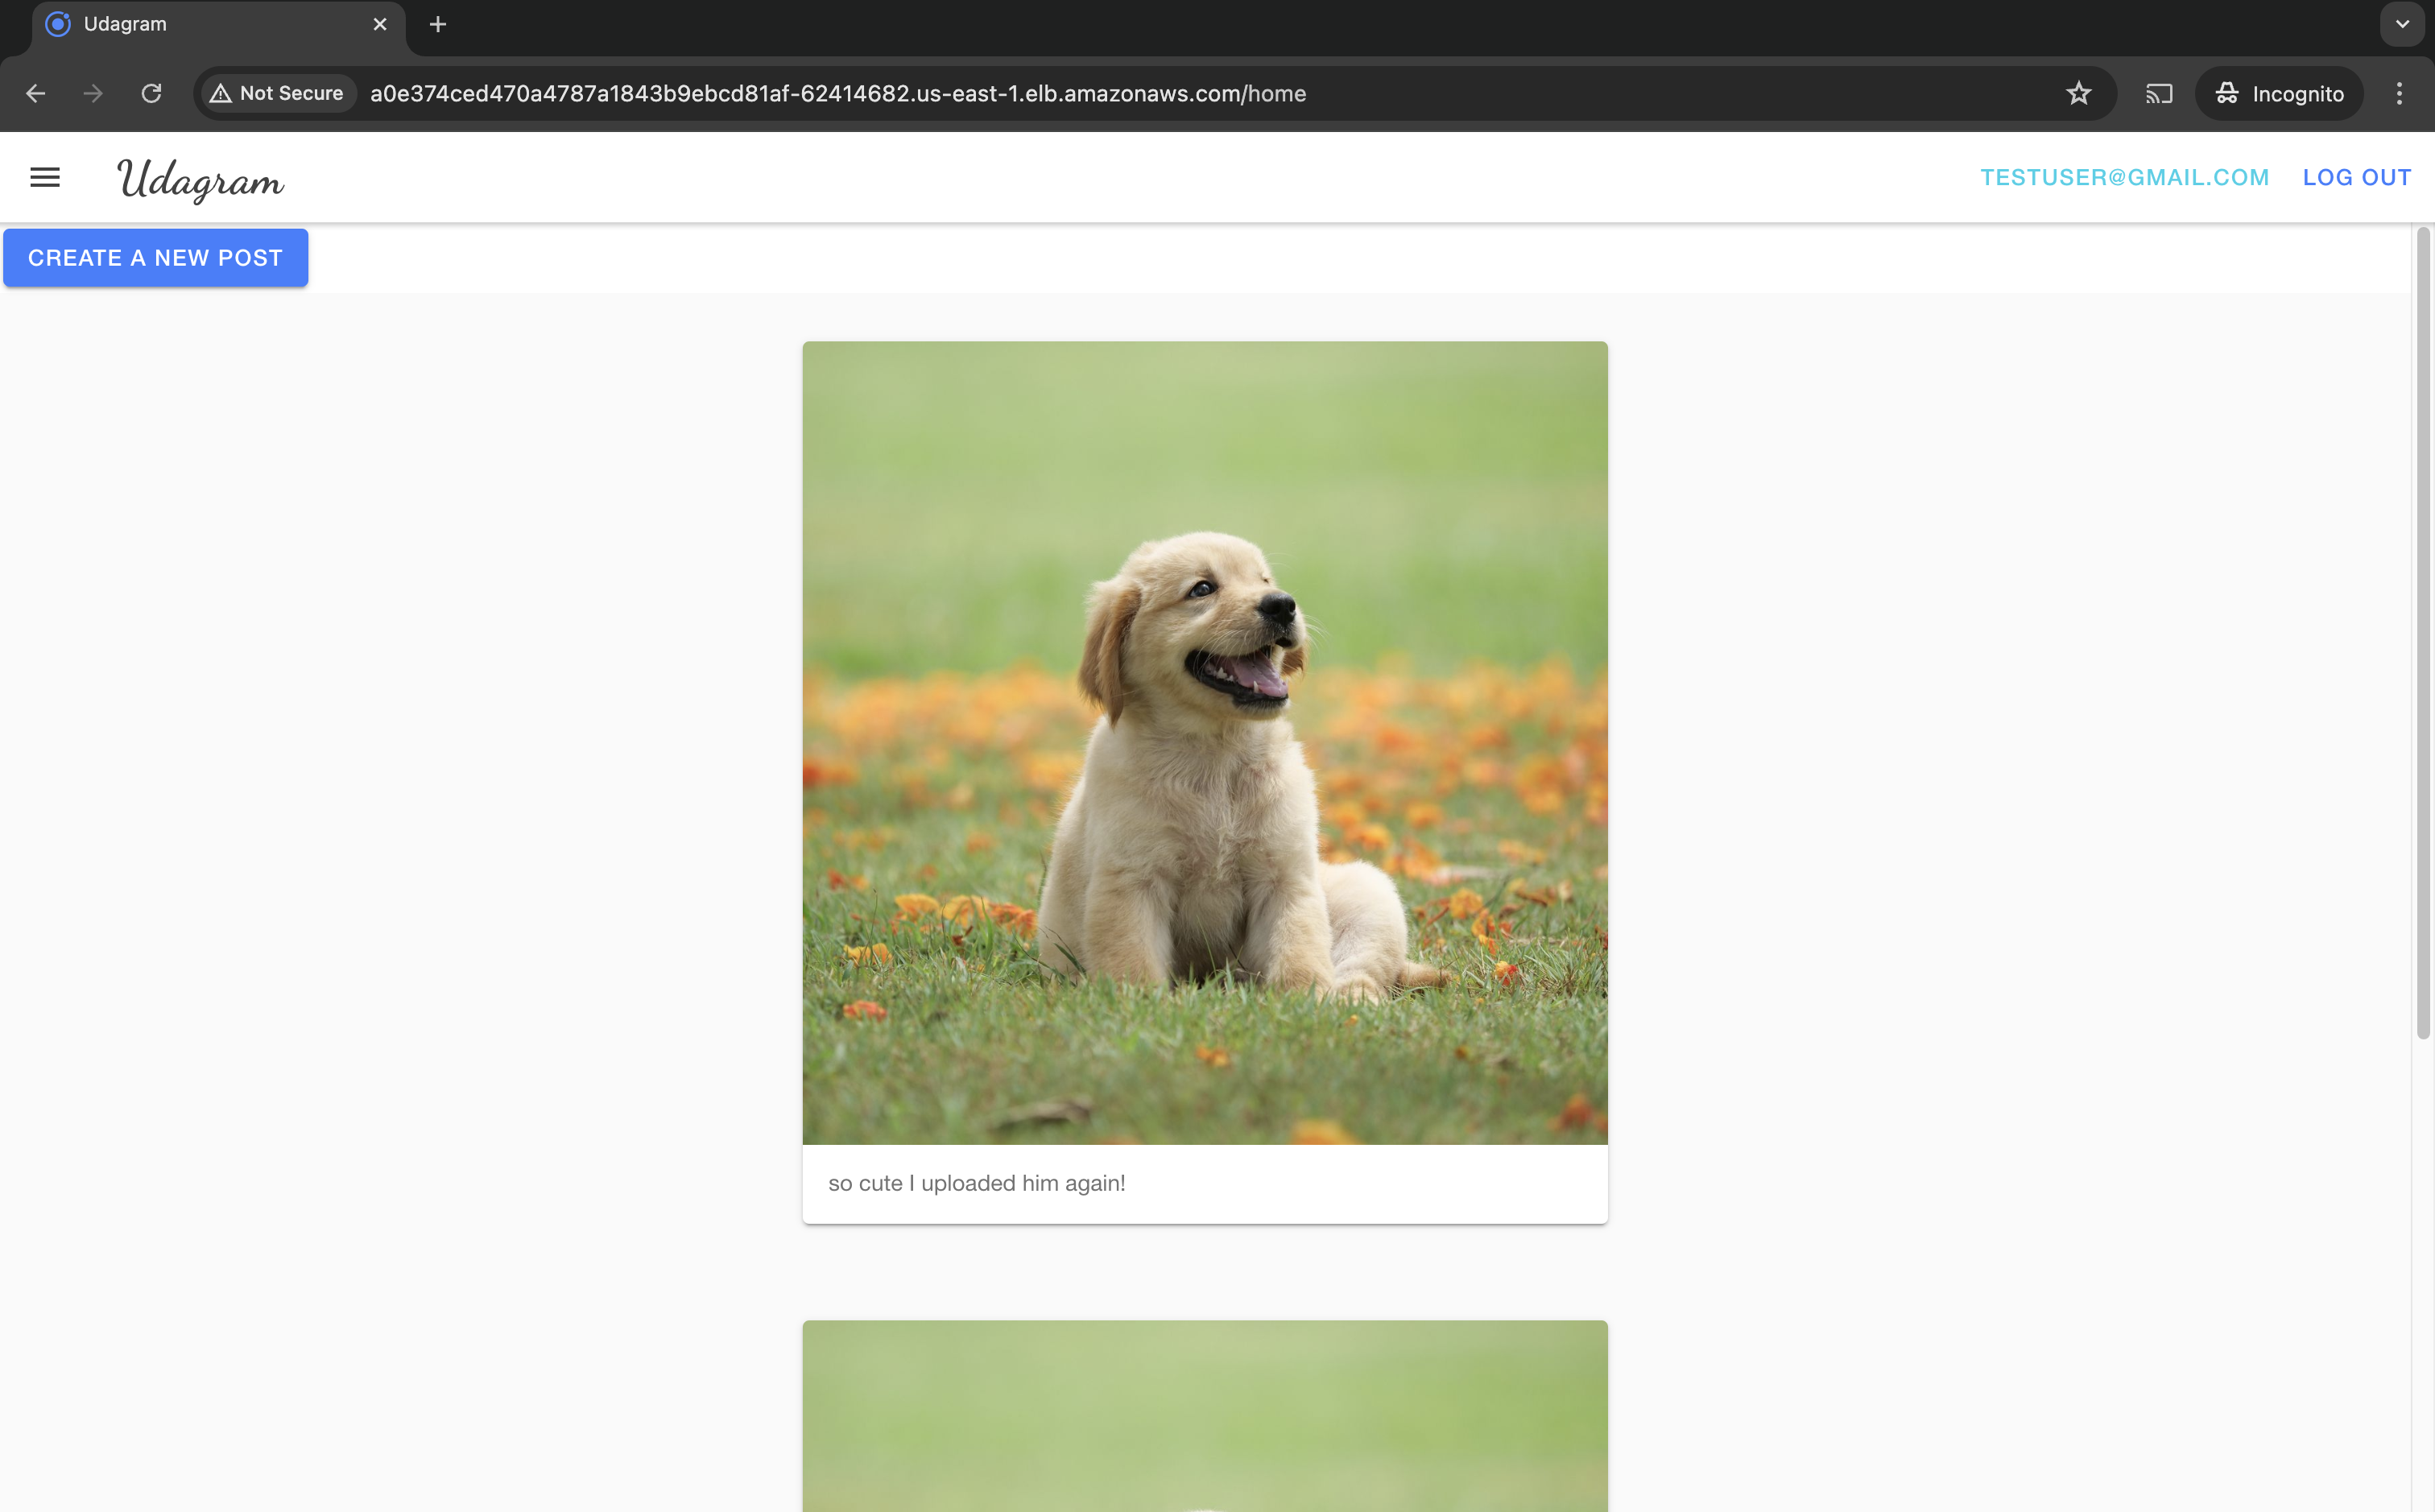 Udagram
Not Secure a0e374ced470a4787a1843b9ebcd81af-62414682.us-east-1.elb.amazonaws.com/home Incognito
Udagram TESTUSER@GMAIL.COM LOG OUT
CREATE A NEW POST
so cute I uploaded him again!